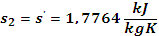 s₂ = s' = 1,7764 kJ/kgK